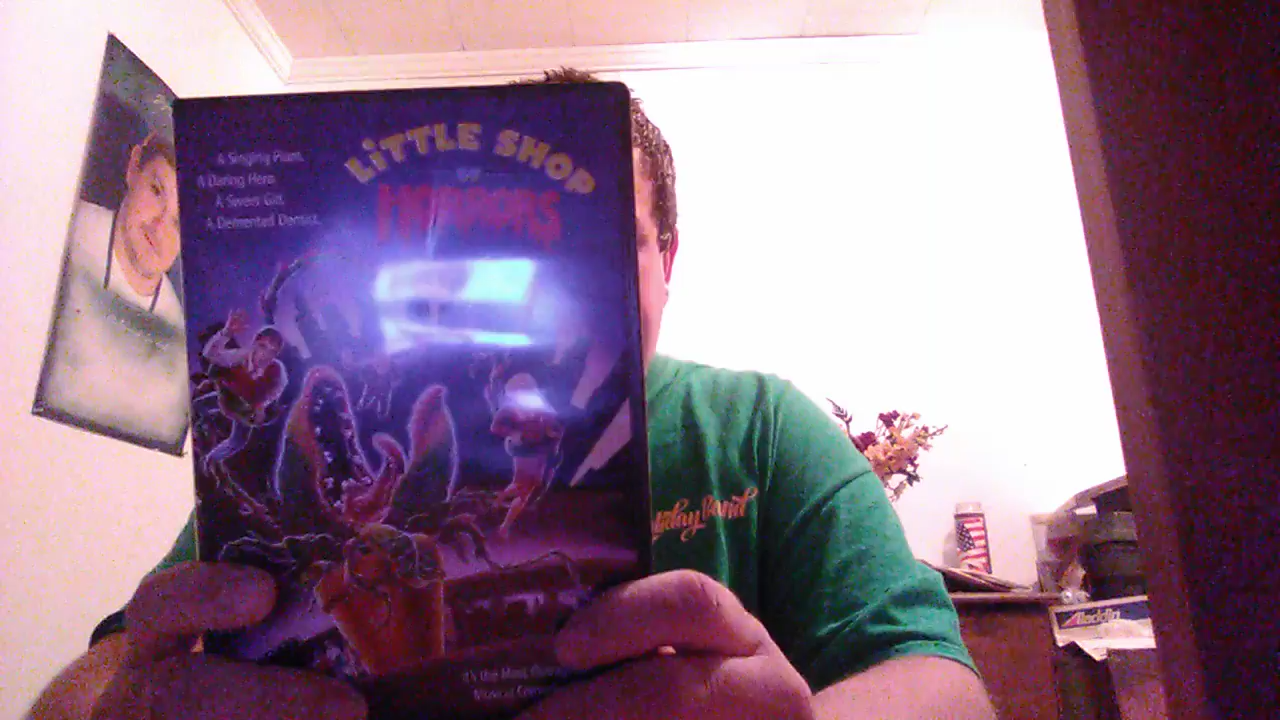 A Singing Plant.
A Daring Hero.
A Sweet Girl.
A Demented Dentist.
LiTTLE SHOP
OF
HORRORS
It's the Most
Musical
Aladdin